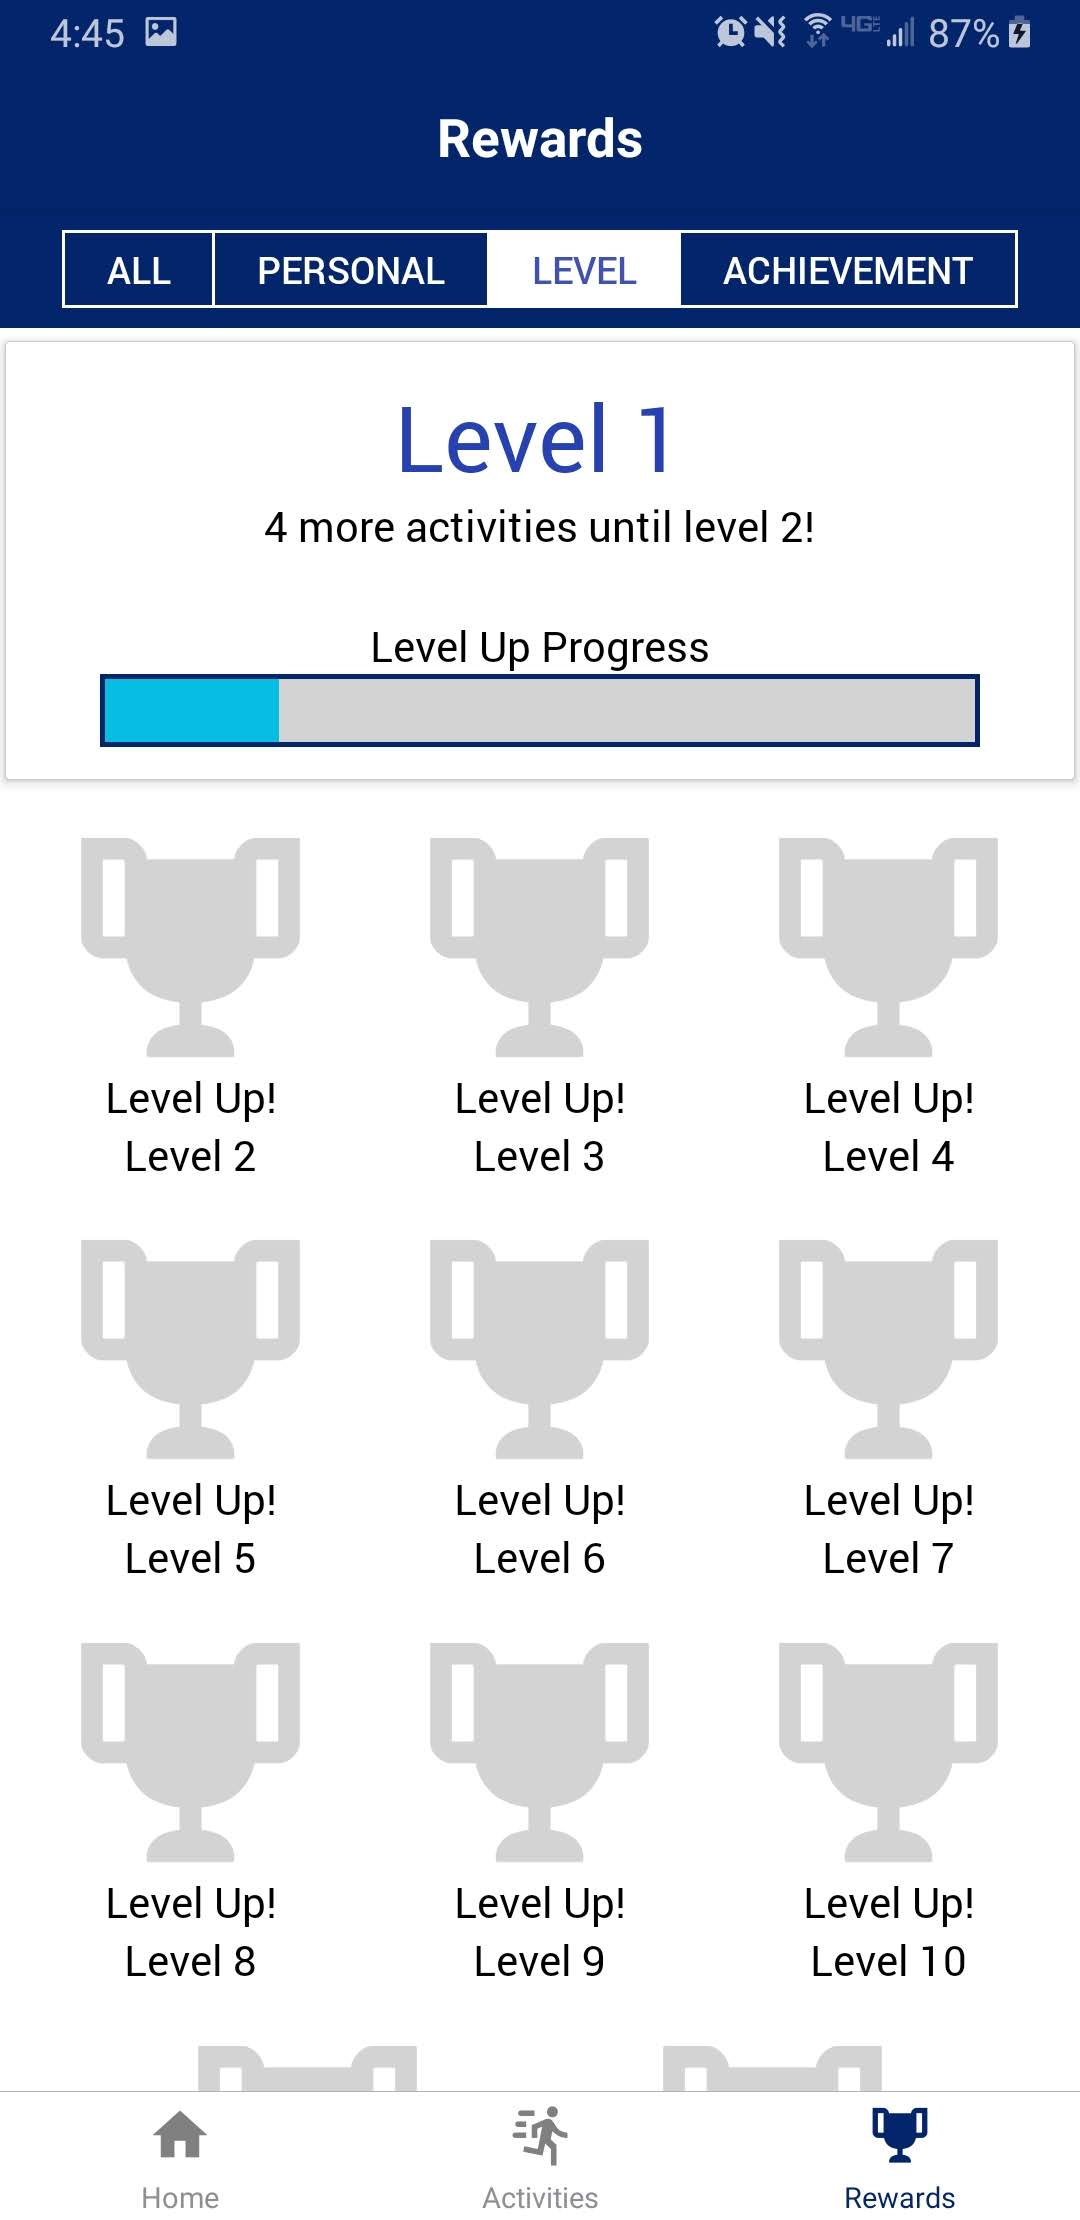 4:45 4G LTE 87%
Rewards
ALL PERSONAL LEVEL ACHIEVEMENT
Level 1
4 more activities until level 2!
Level Up Progress
Level Up! Level Up! Level Up!
Level 2 Level 3 Level 4
Level Up! Level Up! Level Up!
Level 5 Level 6 Level 7
Level Up! Level Up! Level Up!
Level 8 Level 9 Level 10
Home Activities Rewards